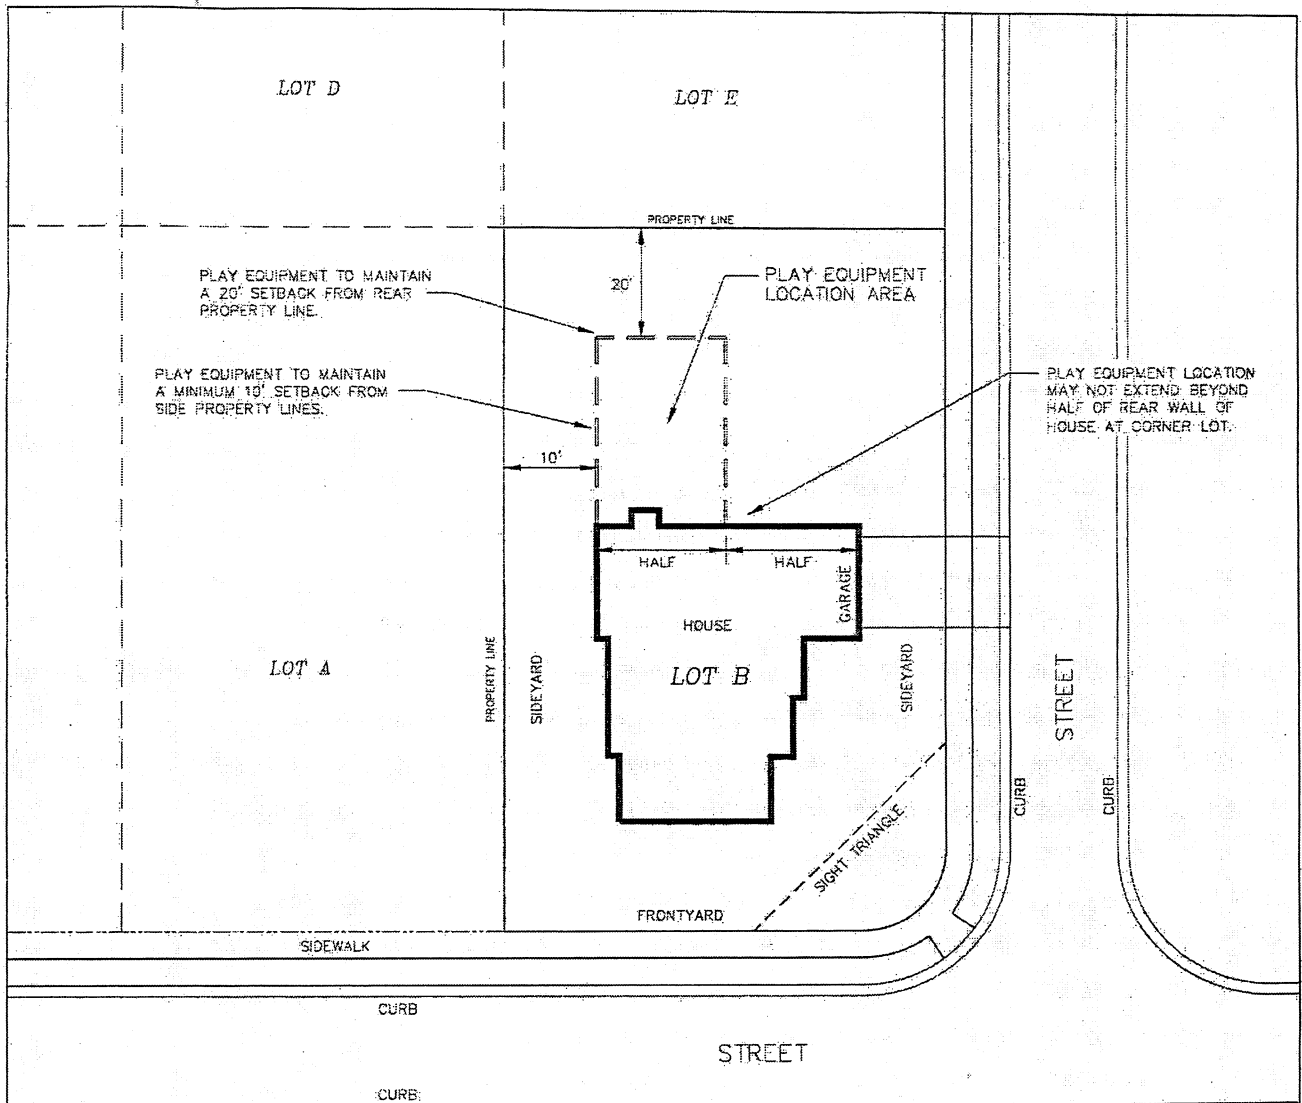 LOT D
LOT E
PROPERTY LINE
PLAY EQUIPMENT TO MAINTAIN
A 20' SETBACK FROM REAR
PROPERTY LINE.
20'
PLAY EQUIPMENT
LOCATION AREA
PLAY EQUIPMENT TO MAINTAIN
A MINIMUM 10' SETBACK FROM
SIDE PROPERTY LINES.
PLAY EQUIPMENT LOCATION
MAY NOT EXTEND BEYOND
HALF OF REAR WALL OF
HOUSE AT CORNER LOT.
10'
HALF
HALF
GARAGE
HOUSE
LOT A
PROPERTY LINE
SIDEYARD
LOT B
SIDEYARD
STREET
CURB
CURB
SIGHT TRIANGLE
FRONTYARD
SIDEWALK
CURB
STREET
CURB